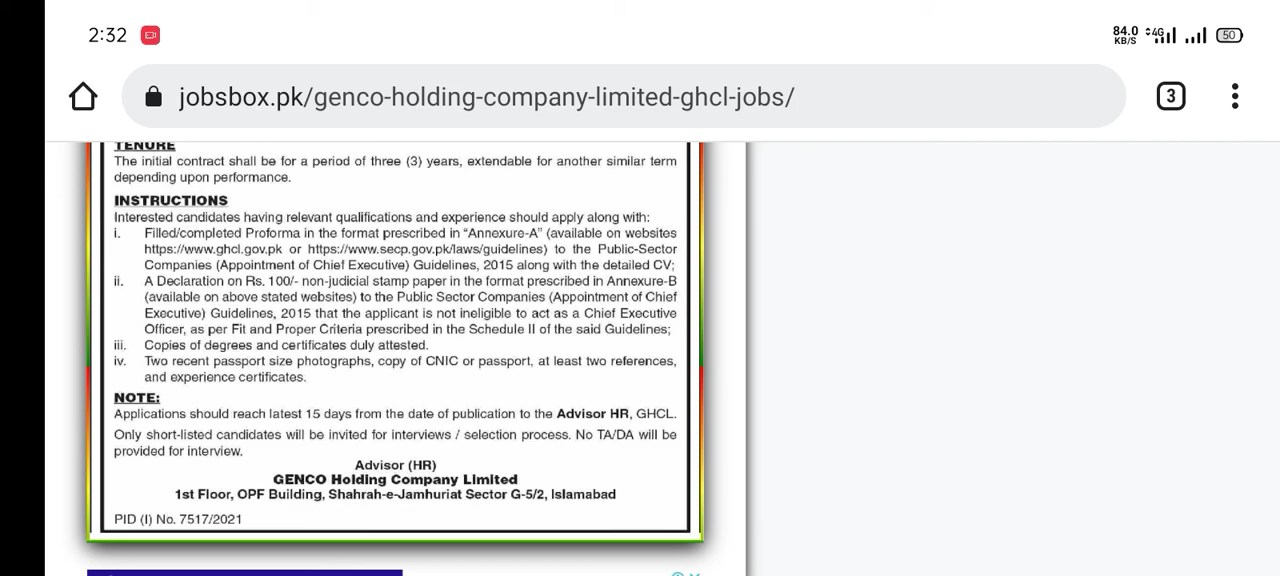 2:32
84.0 KB/S 4G 50
jobsbox.pk/genco-holding-company-limited-ghcl-jobs/
3
TENURE
The initial contract shall be for a period of three (3) years, extendable for another similar term
depending upon performance.
INSTRUCTIONS
Interested candidates having relevant qualifications and experience should apply along with:
i. Filled/completed Proforma in the format prescribed in “Annexure-A” (available on websites
https://www.ghcl.gov.pk or https://www.secp.gov.pk/laws/guidelines) to the Public-Sector
Companies (Appointment of Chief Executive) Guidelines, 2015 along with the detailed CV;
ii. A Declaration on Rs. 100/- non-judicial stamp paper in the format prescribed in Annexure-B
(available on above stated websites) to the Public Sector Companies (Appointment of Chief
Executive) Guidelines, 2015 that the applicant is not ineligible to act as a Chief Executive
Officer, as per Fit and Proper Criteria prescribed in the Schedule II of the said Guidelines;
iii. Copies of degrees and certificates duly attested.
iv. Two recent passport size photographs, copy of CNIC or passport, at least two references,
and experience certificates.
NOTE:
Applications should reach latest 15 days from the date of publication to the Advisor HR, GHCL.
Only short-listed candidates will be invited for interviews / selection process. No TA/DA will be
provided for interview.
Advisor (HR)
GENCO Holding Company Limited
1st Floor, OPF Building, Shahrah-e-Jamhuriat Sector G-5/2, Islamabad
PID (I) No. 7517/2021